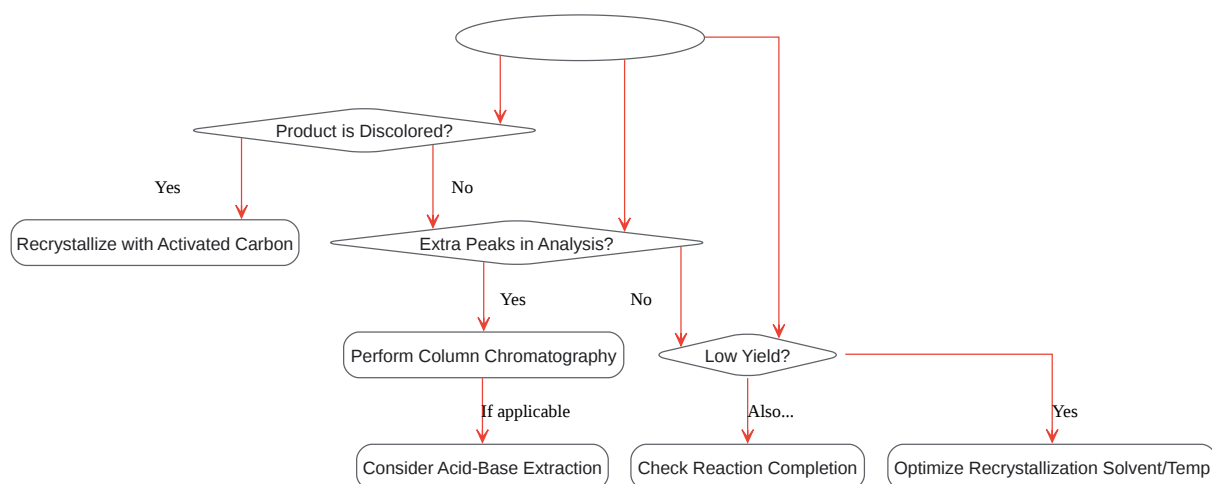 Product is Discolored?
Yes
No
Recrystallize with Activated Carbon
Extra Peaks in Analysis?
Yes
No
Perform Column Chromatography
Low Yield?
If applicable
Also...
Yes
Consider Acid-Base Extraction
Check Reaction Completion
Optimize Recrystallization Solvent/Temp